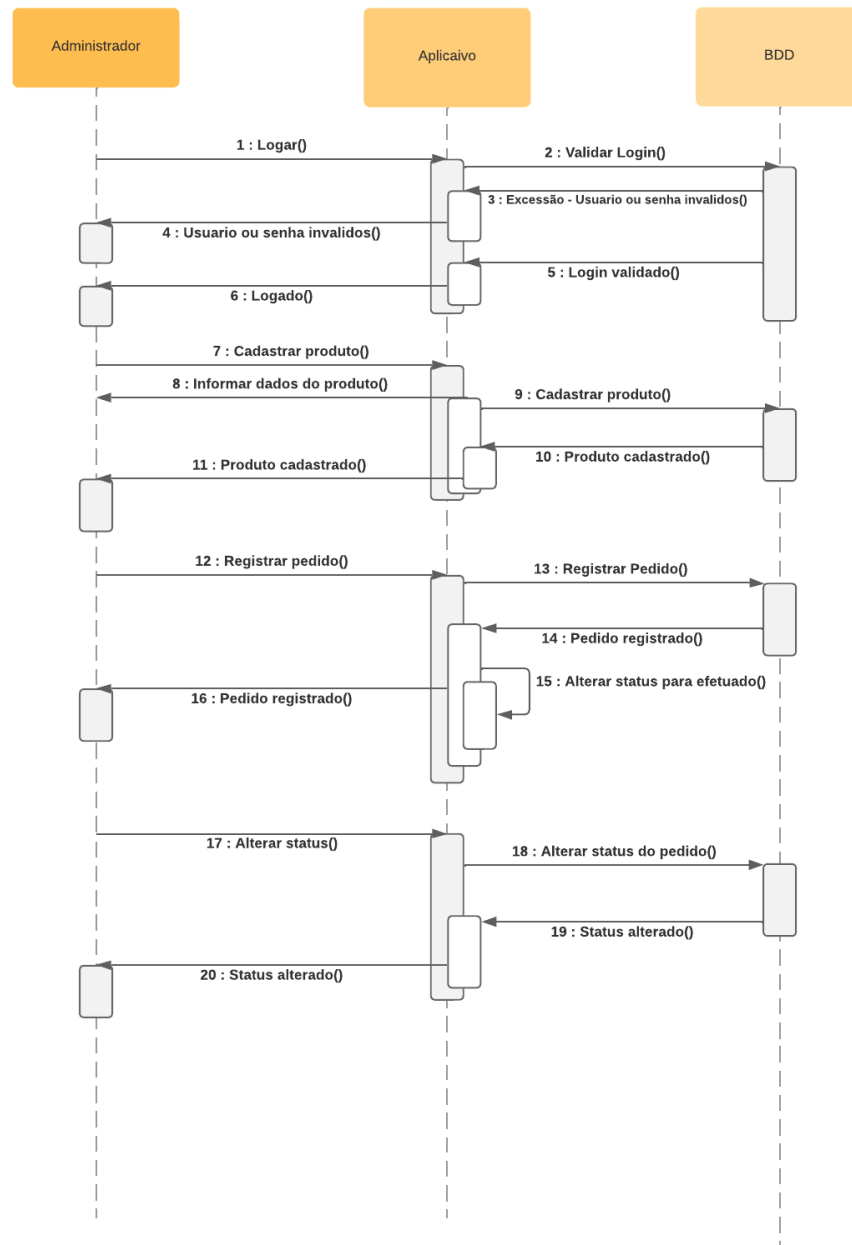 Administrador
Aplicaivo
BDD
1 : Logar()
2 : Validar Login()
3 : Excessão - Usuario ou senha invalidos()
4 : Usuario ou senha invalidos()
5 : Login validado()
6 : Logado()
7 : Cadastrar produto()
8 : Informar dados do produto()
9 : Cadastrar produto()
10 : Produto cadastrado()
11 : Produto cadastrado()
12 : Registrar pedido()
13 : Registrar Pedido()
14 : Pedido registrado()
15 : Alterar status para efetuado()
16 : Pedido registrado()
17 : Alterar status()
18 : Alterar status do pedido()
19 : Status alterado()
20 : Status alterado()